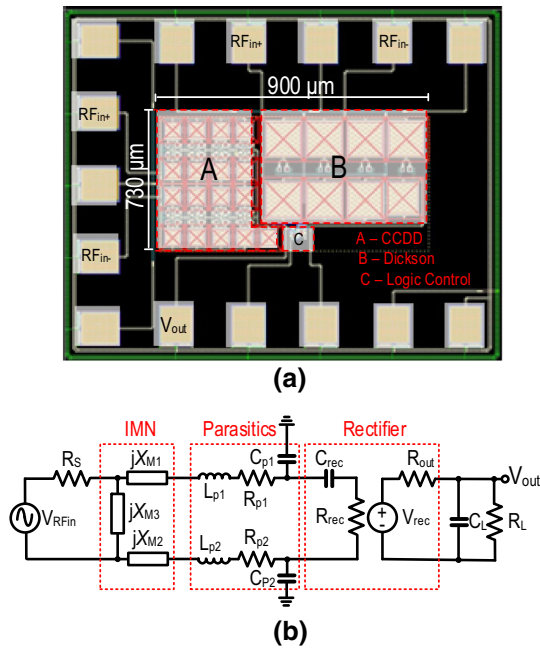 RFin+ RFin-
900 μm
RFin+
730 μm
A B
C
A – CCDD
B – Dickson
C – Logic Control
RFin-
Vout
(a)
IMN Parasitics Rectifier
RS jXM1 Lp1 Rp1 Cp1 Crec Rout Vout
VRFin jXM3 Rrec Vrec CL RL
jXM2 Lp2 Rp2 CP2
(b)